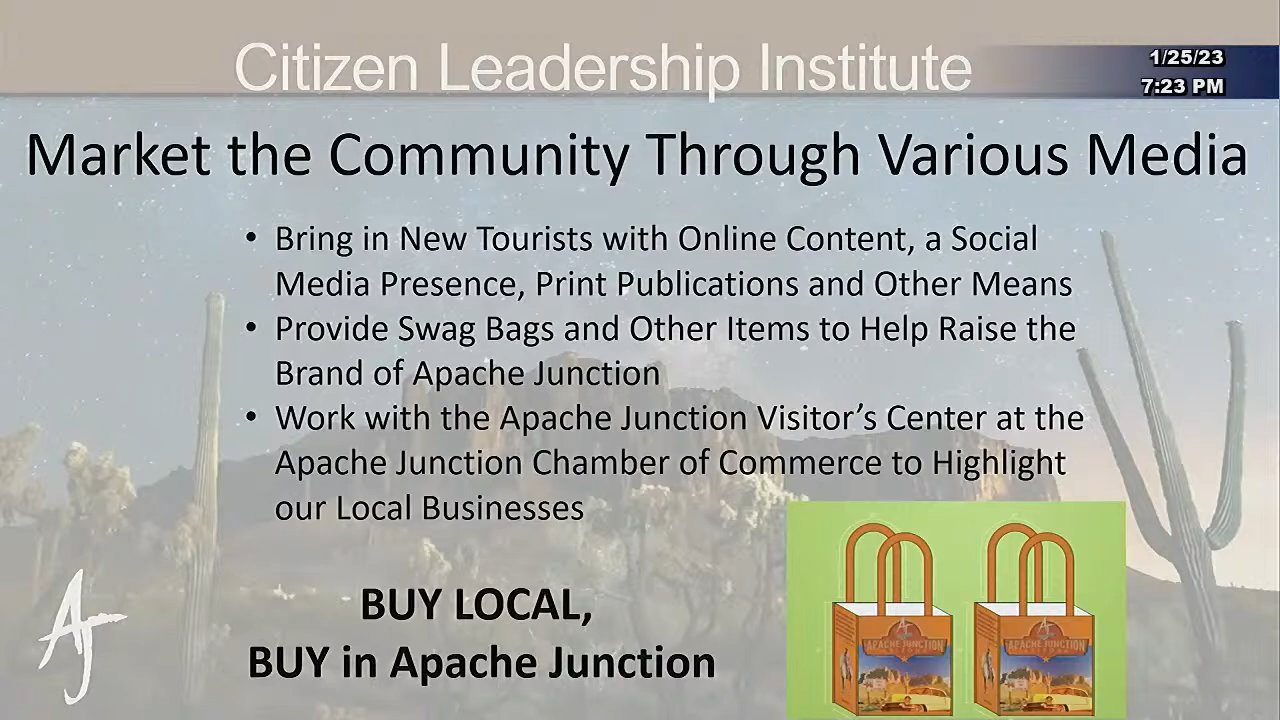 Citizen Leadership Institute
1/25/23
7:23 PM
Market the Community Through Various Media
• Bring in New Tourists with Online Content, a Social
Media Presence, Print Publications and Other Means
• Provide Swag Bags and Other Items to Help Raise the
Brand of Apache Junction
• Work with the Apache Junction Visitor's Center at the
Apache Junction Chamber of Commerce to Highlight
our Local Businesses
BUY LOCAL,
BUY in Apache Junction
AJ
APACHE JUNCTION
APACHE JUNCTION